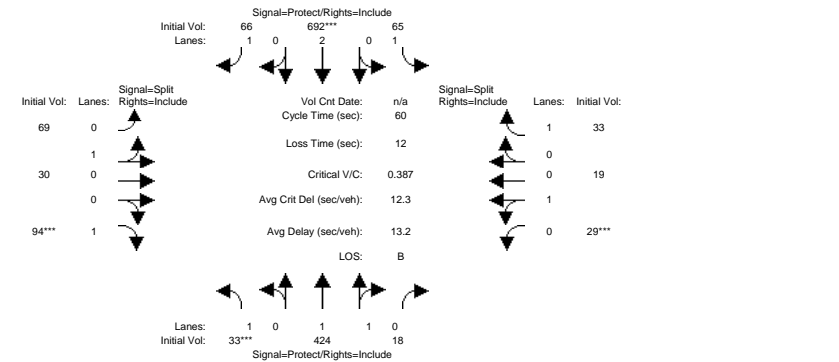 Signal=Protect/Rights=Include
Initial Vol: 66 692*** 65
Lanes: 1 0 2 0 1
Signal=Split
Signal=Split
Initial Vol: Lanes: Rights=Include
Vol Cnt Date: n/a
Rights=Include Lanes: Initial Vol:
Cycle Time (sec): 60
69 0
1 33
Loss Time (sec): 12
1
0
30 0
Critical V/C: 0.387
0 19
0
Avg Crit Del (sec/veh): 12.3
1
94*** 1
Avg Delay (sec/veh): 13.2
0 29***
LOS: B
Lanes: 1 0 1 1 0
Initial Vol: 33*** 424 18
Signal=Protect/Rights=Include